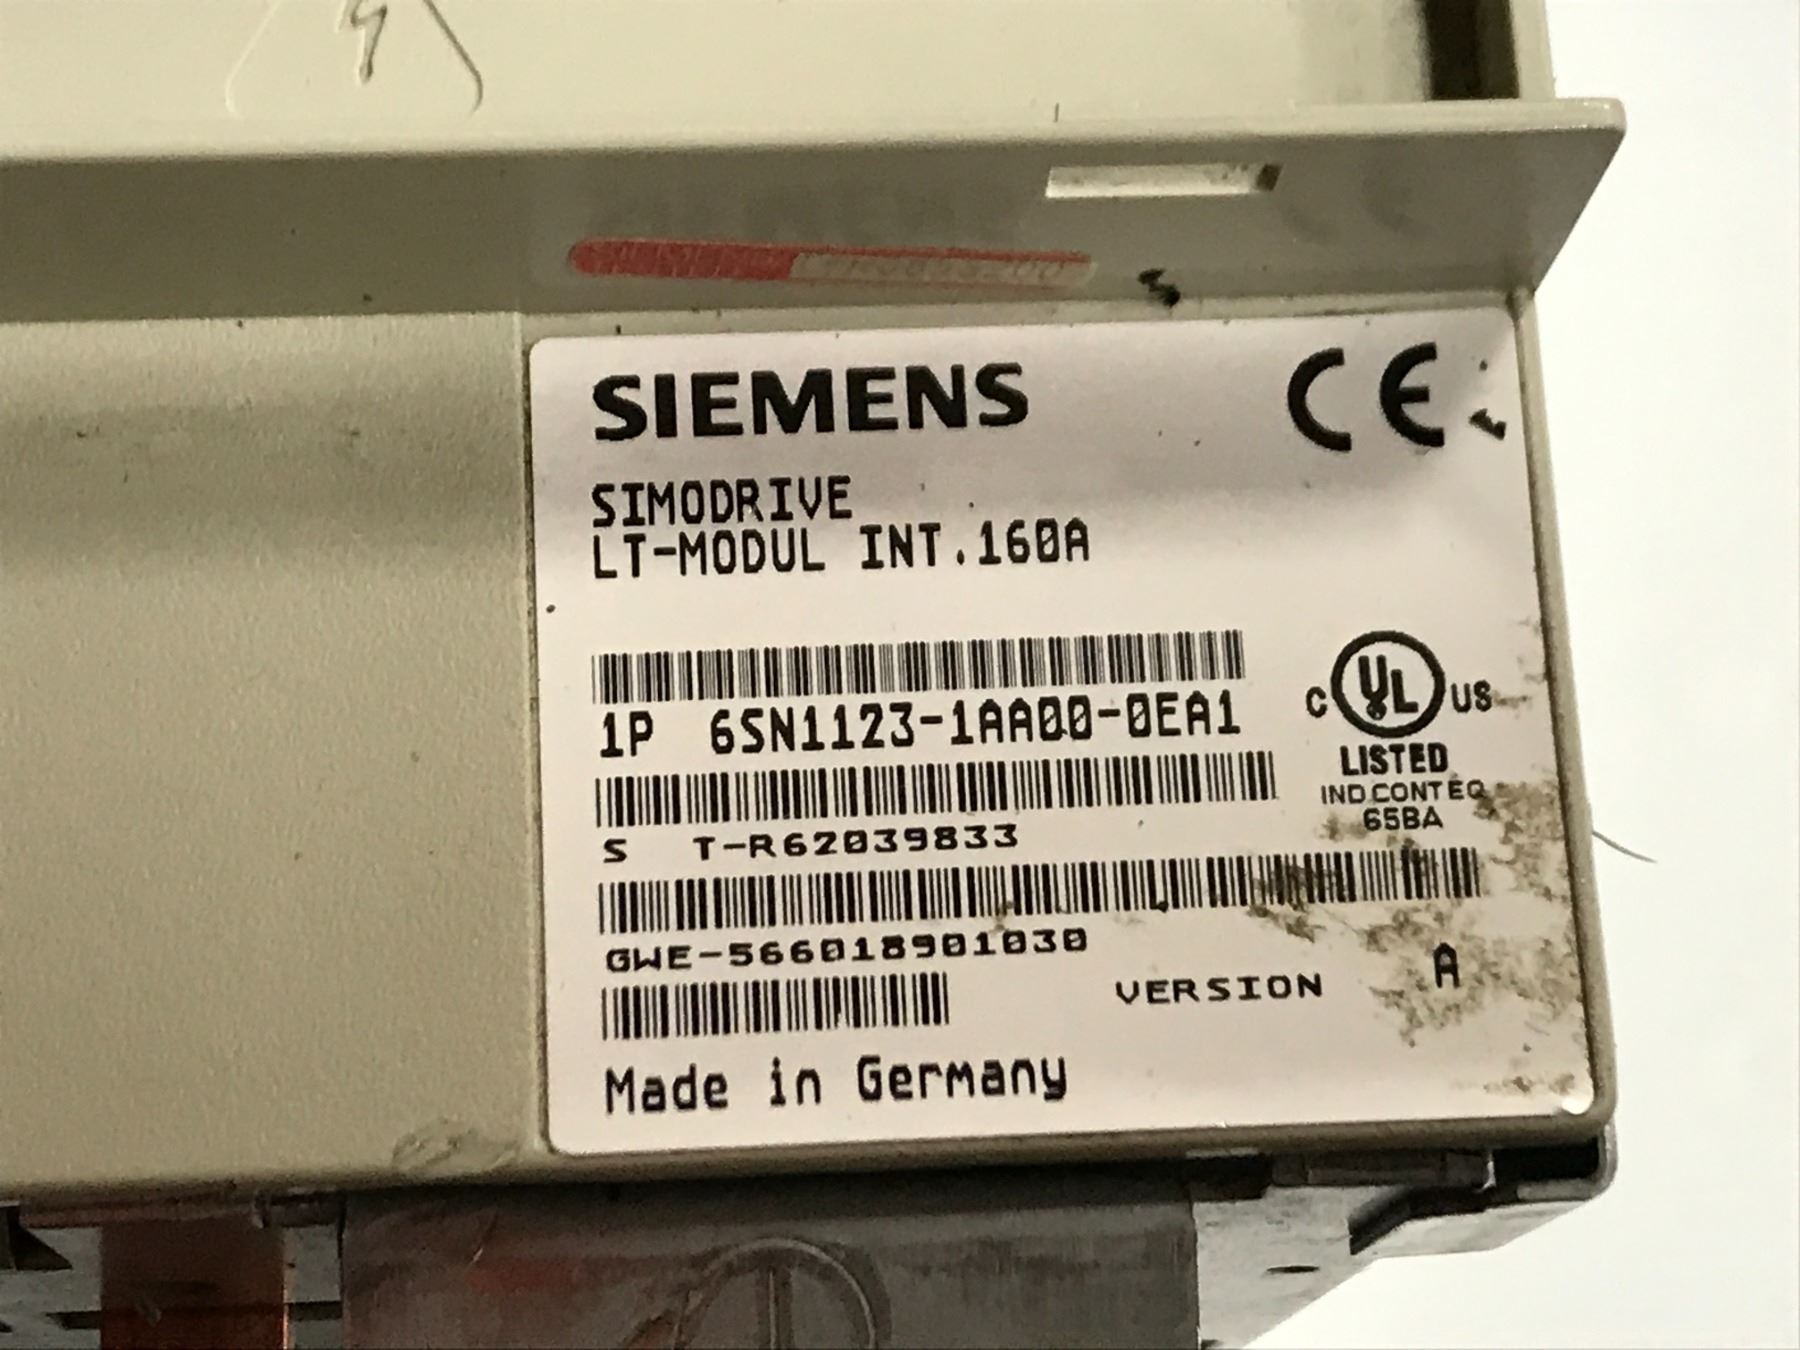 SIEMENS
CE
SIMODRIVE
LT-MODUL INT.160A
1P 6SN1123-1AA00-0EA1
C UL US
LISTED
IND CONT EQ
65BA
S T-R62039833
GWE-566018901030
VERSION A
Made in Germany